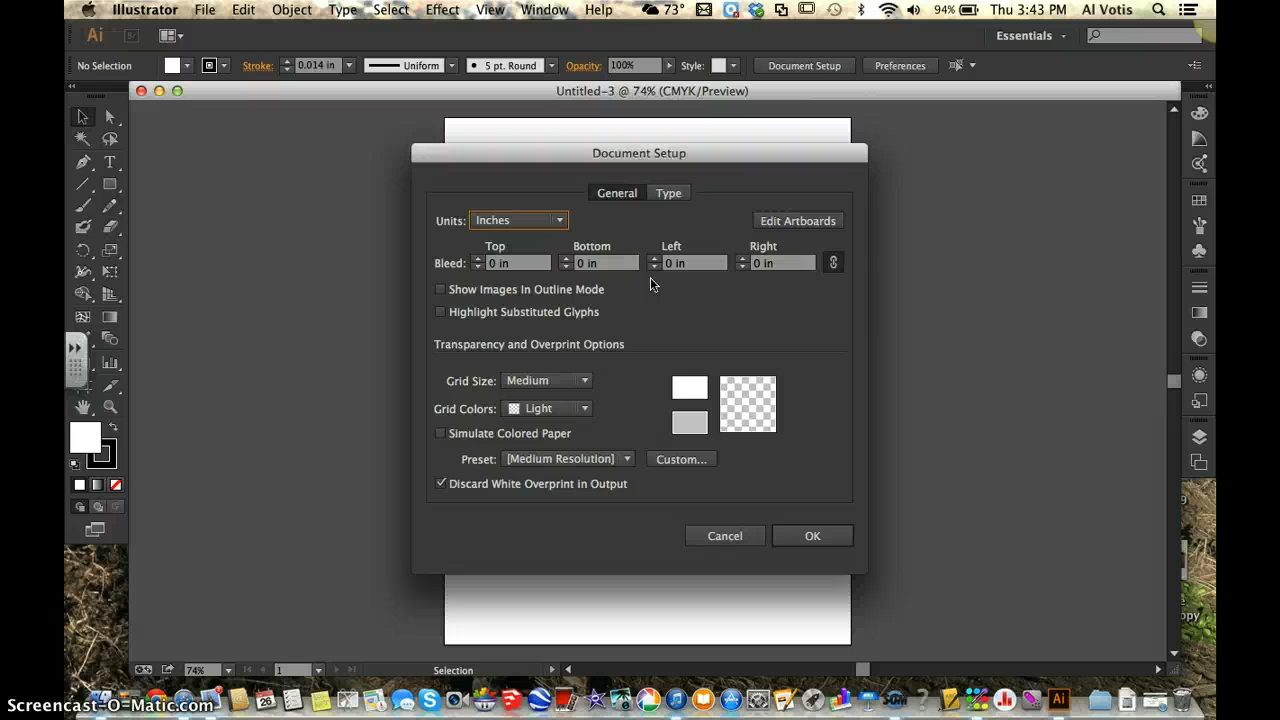 Illustrator File Edit Object Type Select Effect View Window Help 73° 94% Thu 3:43 PM Al Votis
Ai Br Essentials
No Selection Stroke: 0.014 in Uniform 5 pt. Round Opacity: 100% Style: Document Setup Preferences
Untitled-3 @ 74% (CMYK/Preview)
Document Setup
General Type
Units: Inches Edit Artboards
Top Bottom Left Right
Bleed: 0 in 0 in 0 in 0 in
Show Images In Outline Mode
Highlight Substituted Glyphs
Transparency and Overprint Options
Grid Size: Medium
Grid Colors: Light
Simulate Colored Paper
Preset: [Medium Resolution] Custom...
Discard White Overprint in Output
Cancel OK
74% 1 Selection
Screencast-O-Matic.com